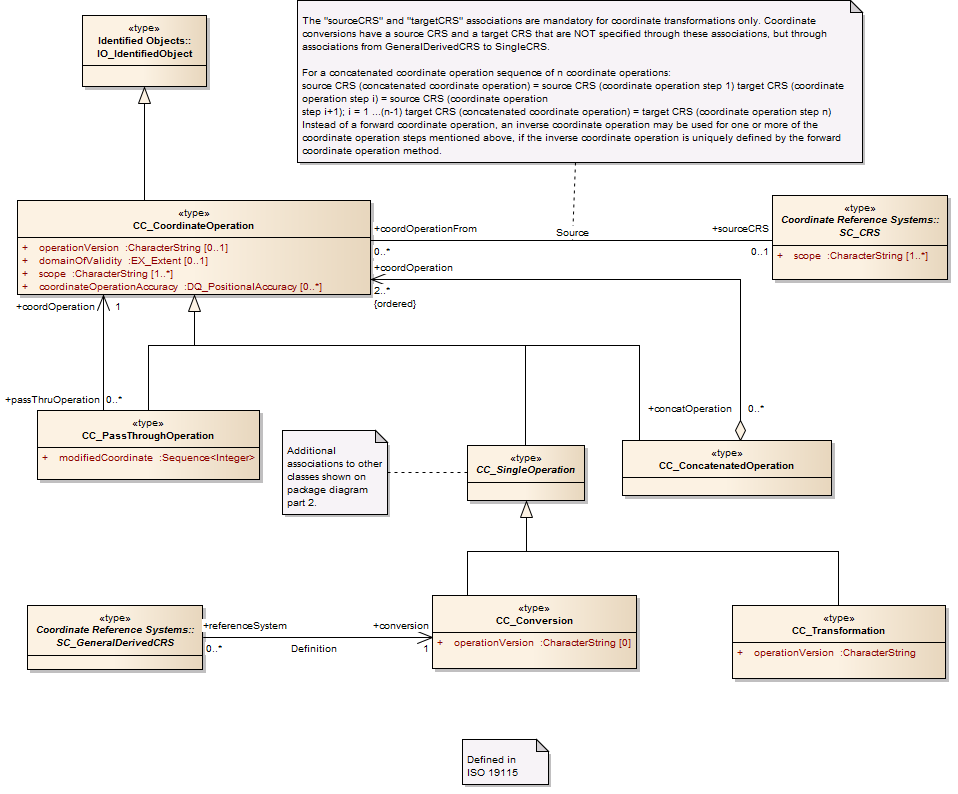 «type»
Identified Objects::
IO_IdentifiedObject
The "sourceCRS" and "targetCRS" associations are mandatory for coordinate transformations only. Coordinate
conversions have a source CRS and a target CRS that are NOT specified through these associations, but through
associations from GeneralDerivedCRS to SingleCRS.
For a concatenated coordinate operation sequence of n coordinate operations:
source CRS (concatenated coordinate operation) = source CRS (coordinate operation step 1) target CRS (coordinate
operation step i) = source CRS (coordinate operation
step i+1); i = 1 ...(n-1) target CRS (concatenated coordinate operation) = target CRS (coordinate operation step n)
Instead of a forward coordinate operation, an inverse coordinate operation may be used for one or more of the
coordinate operation steps mentioned above, if the inverse coordinate operation is uniquely defined by the forward
coordinate operation method.
«type»
CC_CoordinateOperation
+ operationVersion :CharacterString [0..1]
+ domainOfValidity :EX_Extent [0..1]
+ scope :CharacterString [1..*]
+ coordinateOperationAccuracy :DQ_PositionalAccuracy [0..*]
+coordOperationFrom
0..*
Source
+sourceCRS
0..1
«type»
Coordinate Reference Systems::
SC_CRS
+ scope :CharacterString [1..*]
+coordOperation
2..*
{ordered}
+coordOperation 1
+passThruOperation 0..*
«type»
CC_PassThroughOperation
+ modifiedCoordinate :Sequence<Integer>
Additional
associations to other
classes shown on
package diagram
part 2.
«type»
CC_SingleOperation
+concatOperation 0..*
«type»
CC_ConcatenatedOperation
«type»
Coordinate Reference Systems::
SC_GeneralDerivedCRS
+referenceSystem
0..*
Definition
+conversion
1
«type»
CC_Conversion
+ operationVersion :CharacterString [0]
«type»
CC_Transformation
+ operationVersion :CharacterString
Defined in
ISO 19115